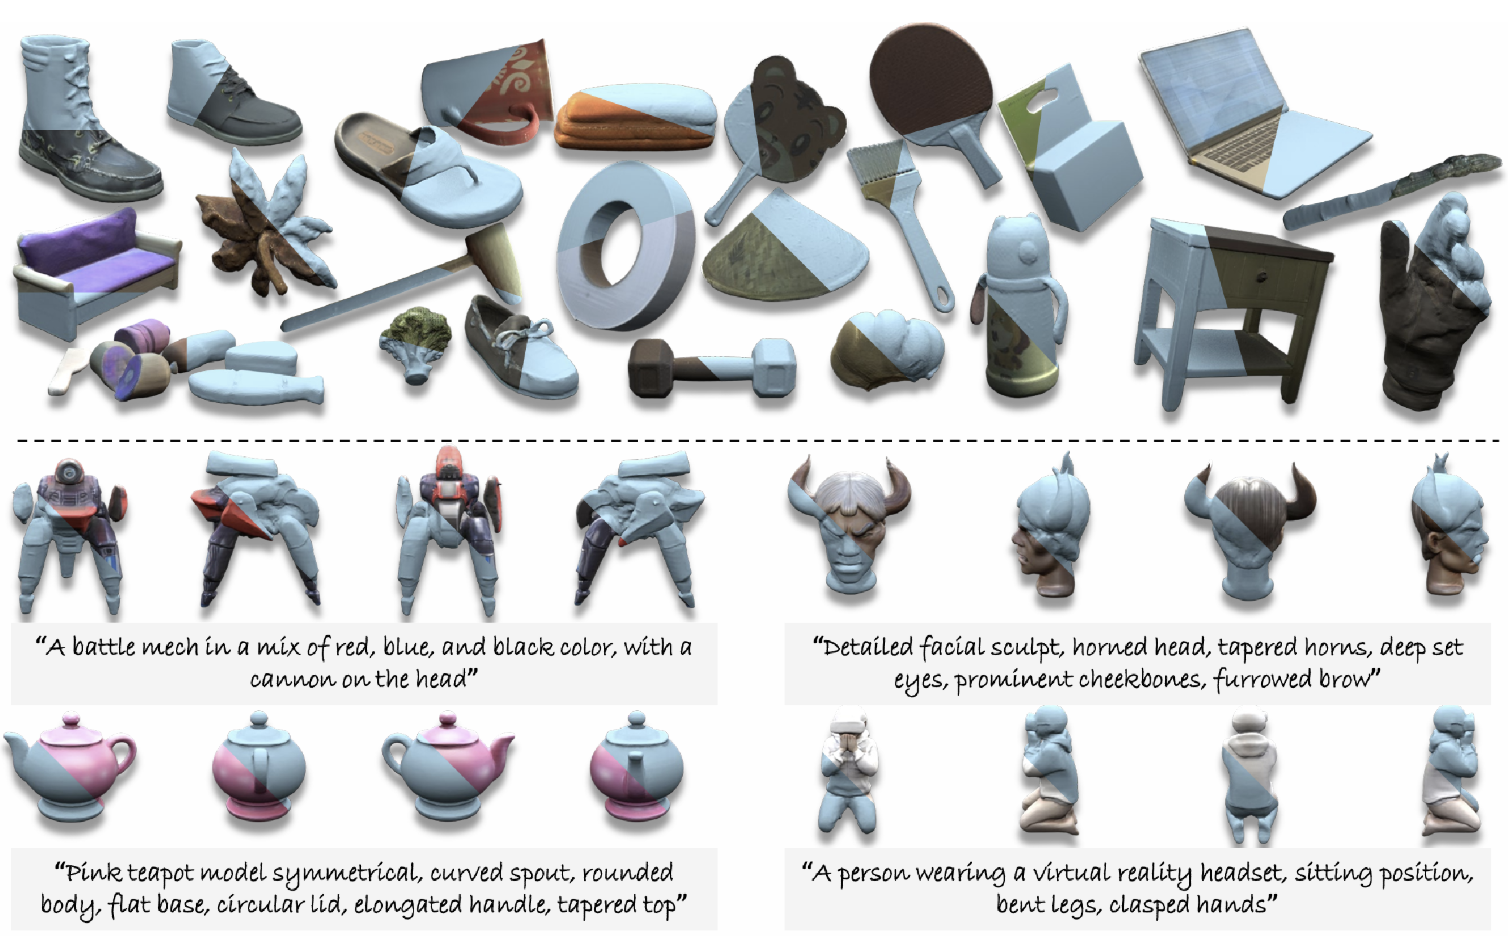 “A battle mech in a mix of red, blue, and black color, with a
cannon on the head”
“Detailed facial sculpt, horned head, tapered horns, deep set
eyes, prominent cheekbones, furrowed brow”
“Pink teapot model symmetrical, curved spout, rounded
body, flat base, circular lid, elongated handle, tapered top”
“A person wearing a virtual reality headset, sitting position,
bent legs, clasped hands”